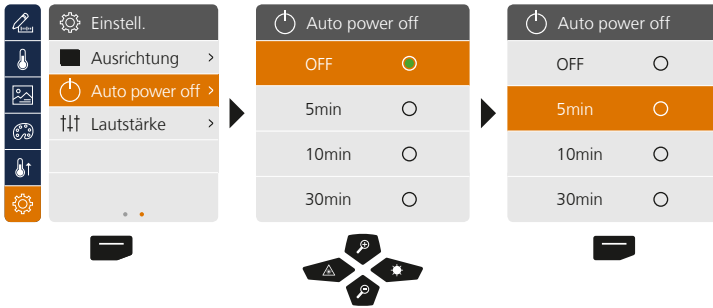 Einstell.
Ausrichtung
Auto power off
Lautstärke
Auto power off
OFF
5min
10min
30min
Auto power off
OFF
5min
10min
30min